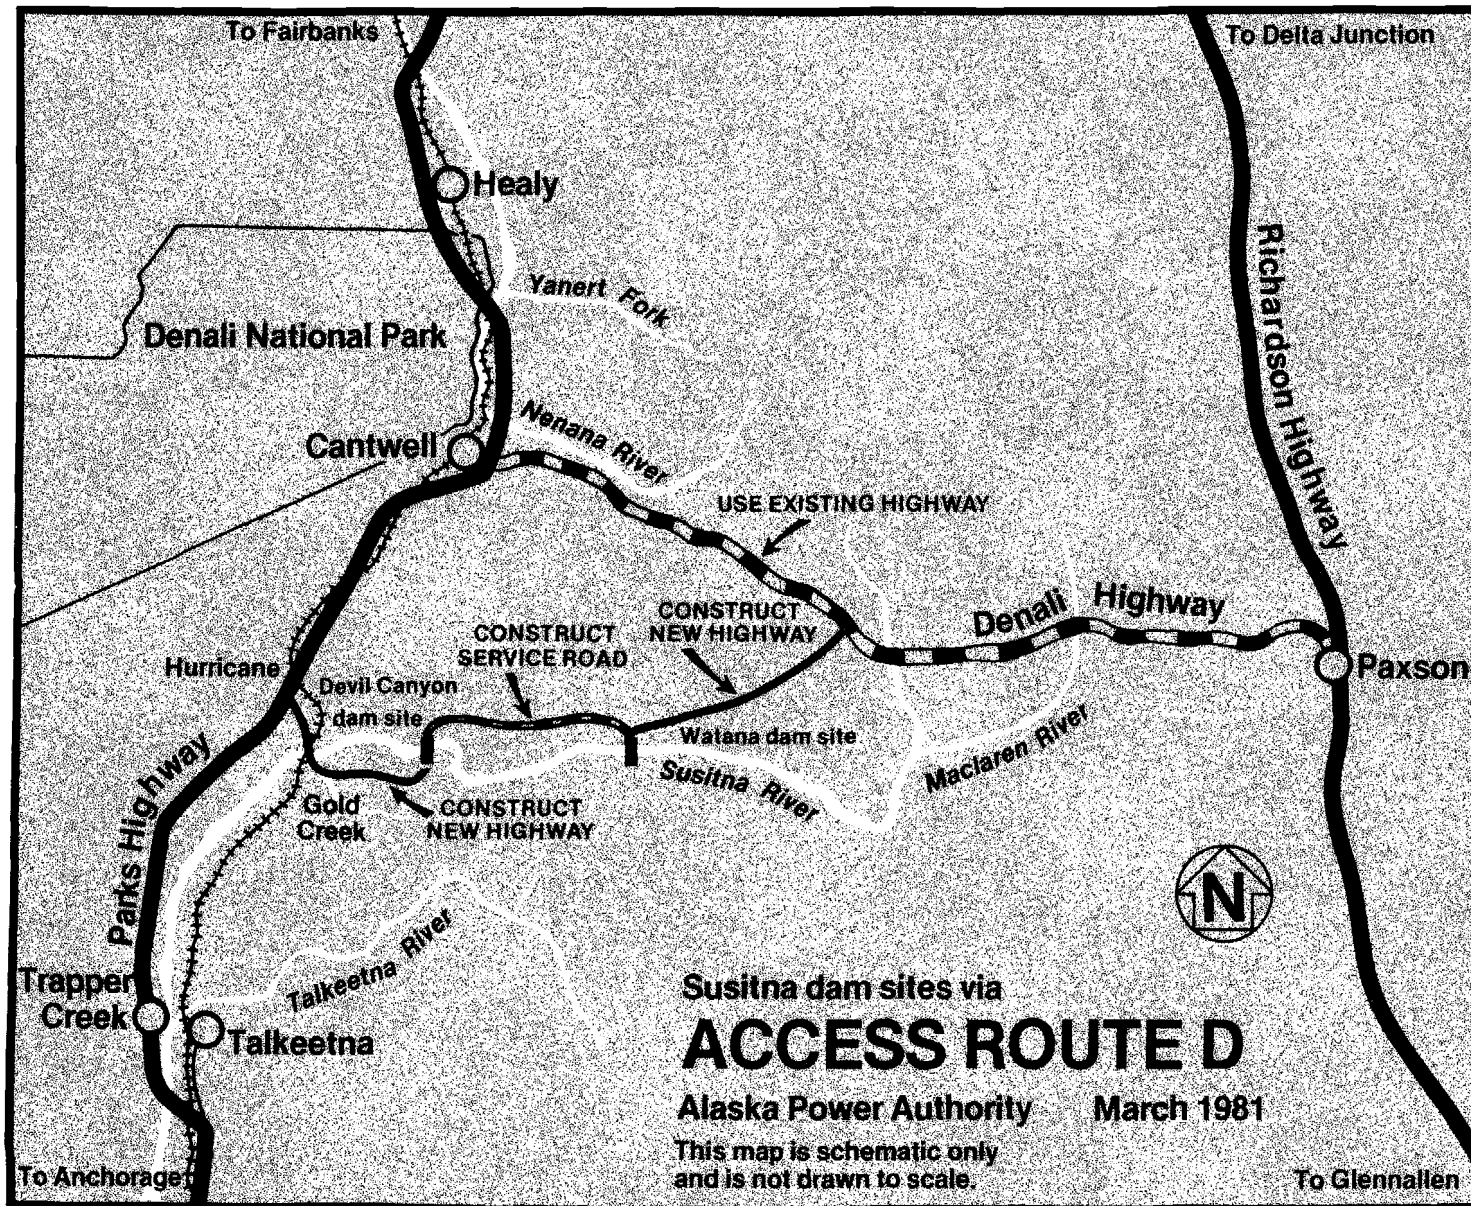 To Fairbanks
To Delta Junction
Healy
Richardson Highway
Yanert Fork
Denali National Park
Nenana River
Cantwell
USE EXISTING HIGHWAY
CONSTRUCT
NEW HIGHWAY
Denali Highway
CONSTRUCT
SERVICE ROAD
Hurricane
Paxson
Devil Canyon
dam site
Watana dam site
Susitna River
Maclaren River
Parks Highway
Gold
Creek
CONSTRUCT
NEW HIGHWAY
N
Talkeetna River
Trapper
Creek
Talkeetna
Susitna dam sites via
ACCESS ROUTE D
Alaska Power Authority March 1981
This map is schematic only
and is not drawn to scale.
To Anchorage
To Glennallen